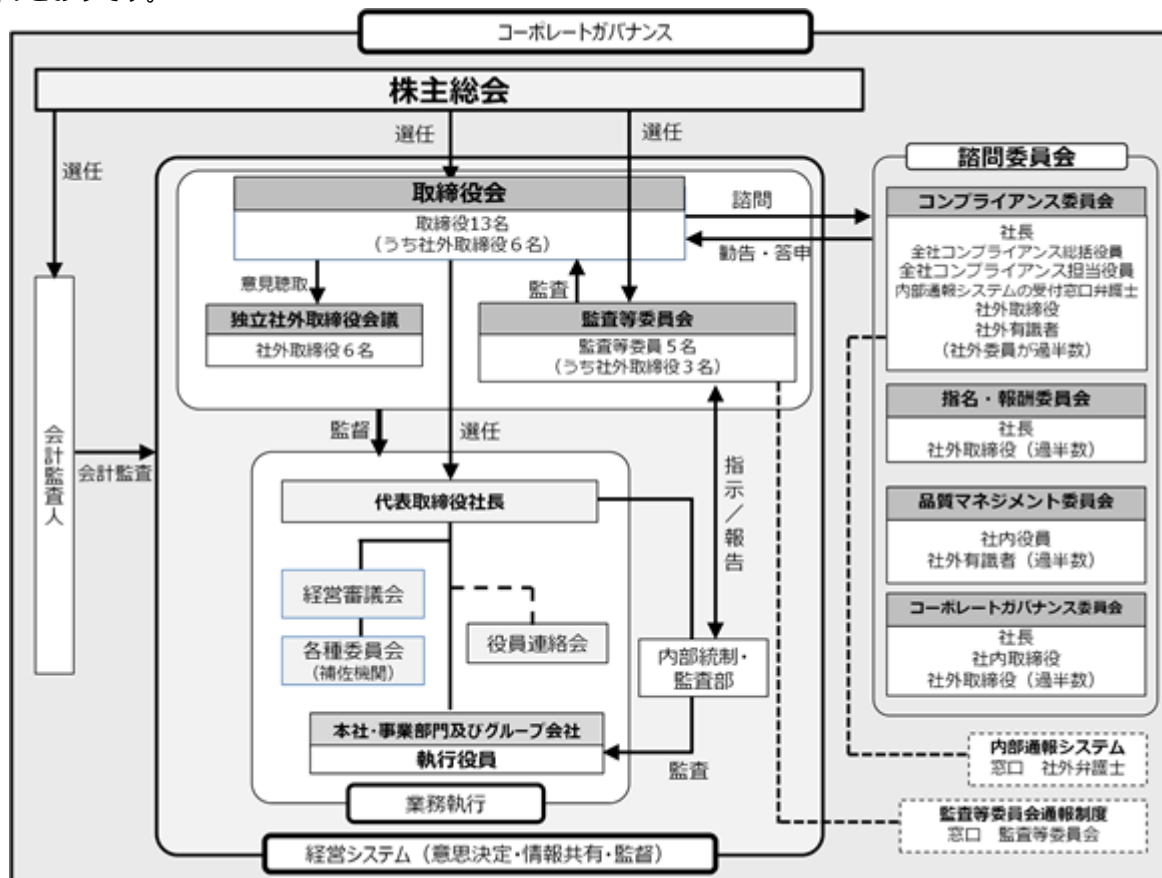 コーポレートガバナンス
株主総会
選任
選任
選任
取締役会
取締役13名
(うち社外取締役6名)
諮問
勧告・答申
意見聴取
監査
独立社外取締役会議
社外取締役6名
監査等委員会
監査等委員5名
(うち社外取締役3名)
諮問委員会
コンプライアンス委員会
社長
全社コンプライアンス総括役員
全社コンプライアンス担当役員
内部通報システムの受付窓口弁護士
社外取締役
社外有識者
(社外委員が過半数)
指名・報酬委員会
社長
社外取締役(過半数)
品質マネジメント委員会
社内役員
社外有識者(過半数)
コーポレートガバナンス委員会
社長
社内取締役
社外取締役(過半数)
会計監査人
会計監査
監督
選任
指示/報告
代表取締役社長
経営審議会
各種委員会
(補佐機関)
役員連絡会
内部統制・
監査部
本社・事業部門及びグループ会社
執行役員
監査
業務執行
経営システム(意思決定・情報共有・監督)
内部通報システム
窓口 社外弁護士
監査等委員会通報制度
窓口 監査等委員会